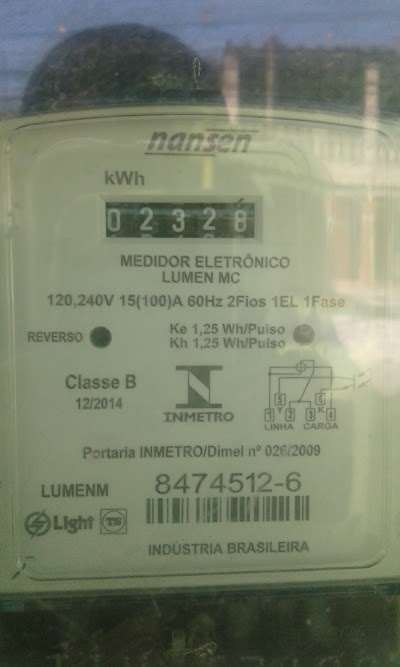 nansen
kWh
02328
MEDIDOR ELETRÔNICO
LUMEN MC
120,240V 15(100)A 60Hz 2Fios 1EL 1Fase
REVERSO
Ke 1,25 Wh/Pulso
Kh 1,25 Wh/Pulso
Classe B
12/2014
INMETRO
1 2 3 4
LINHA CARGA
Portaria INMETRO/Dimel nº 026/2009
LUMENM
8474512-6
Light
INDÚSTRIA BRASILEIRA